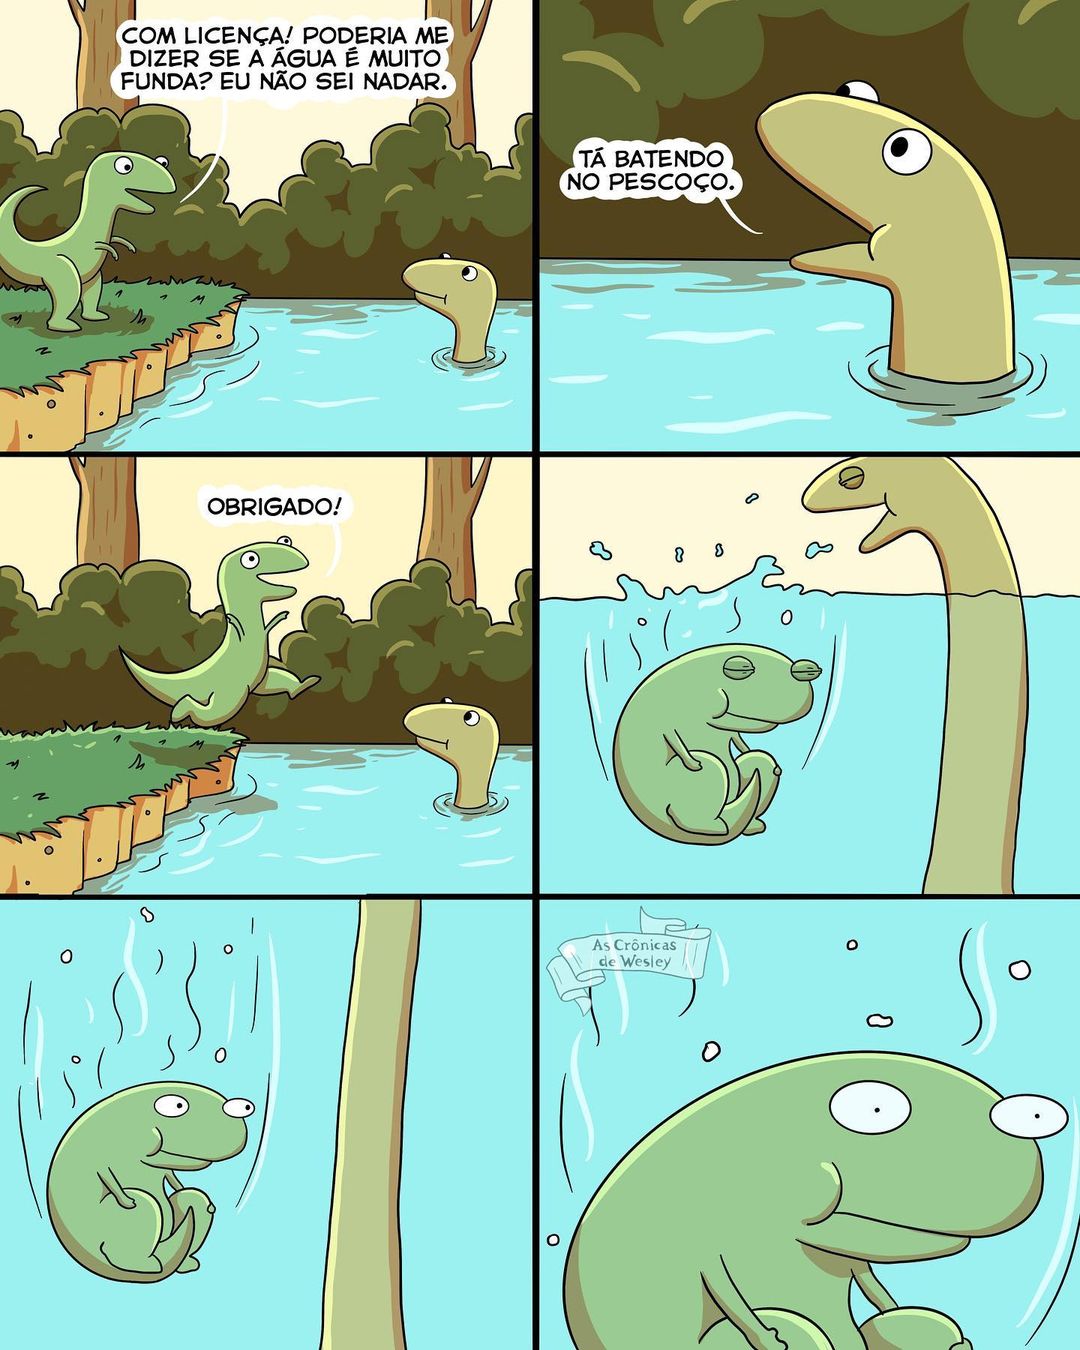 COM LICENÇA! PODERIA ME
DIZER SE A ÁGUA É MUITO
FUNDA? EU NÃO SEI NADAR.
TÁ BATENDO
NO PESCOÇO.
OBRIGADO!
As Crônicas
de Wesley